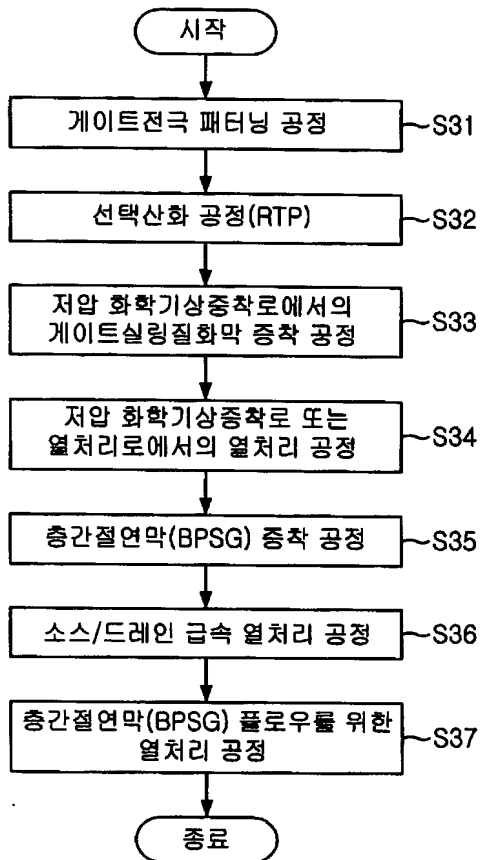 시작
게이트전극 패터닝 공정
S31
선택산화 공정(RTP)
S32
저압 화학기상증착로에서의
게이트실링질화막 증착 공정
S33
저압 화학기상증착로 또는
열처리로에서의 열처리 공정
S34
층간절연막(BPSG) 증착 공정
S35
소스/드레인 급속 열처리 공정
S36
층간절연막(BPSG) 플로우를 위한
열처리 공정
S37
종료